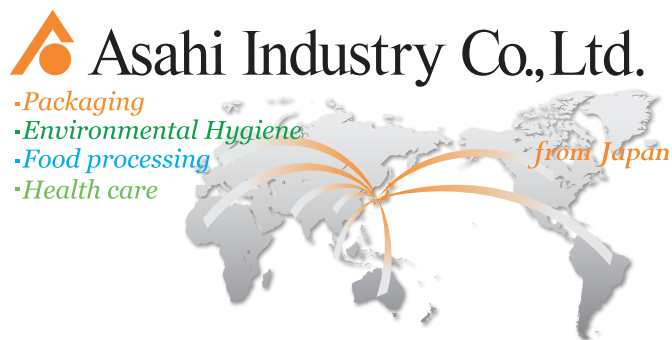 Asahi Industry Co., Ltd.
·Packaging
·Environmental Hygiene
·Food processing
from Japan
·Health care